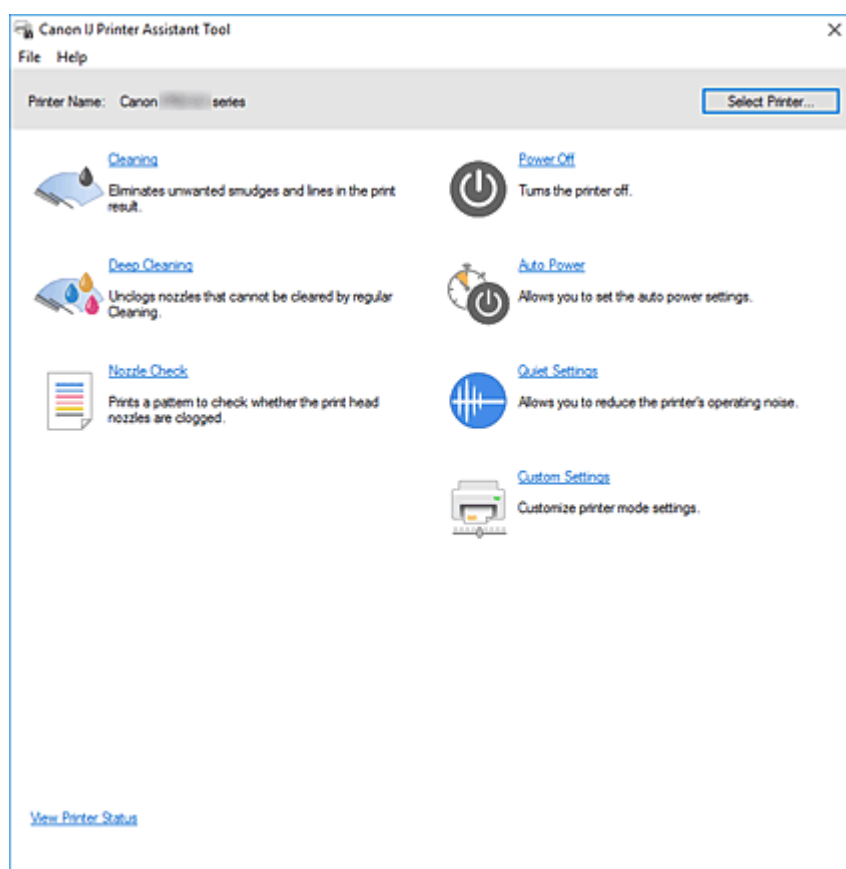 Canon IJ Printer Assistant Tool
File Help
Printer Name: Canon series
Select Printer...
Cleaning
Eliminates unwanted smudges and lines in the print
result.
Deep Cleaning
Unclogs nozzles that cannot be cleared by regular
Cleaning.
Nozzle Check
Prints a pattern to check whether the print head
nozzles are clogged.
Power Off
Turns the printer off.
Auto Power
Allows you to set the auto power settings.
Quiet Settings
Allows you to reduce the printer's operating noise.
Custom Settings
Customize printer mode settings.
View Printer Status